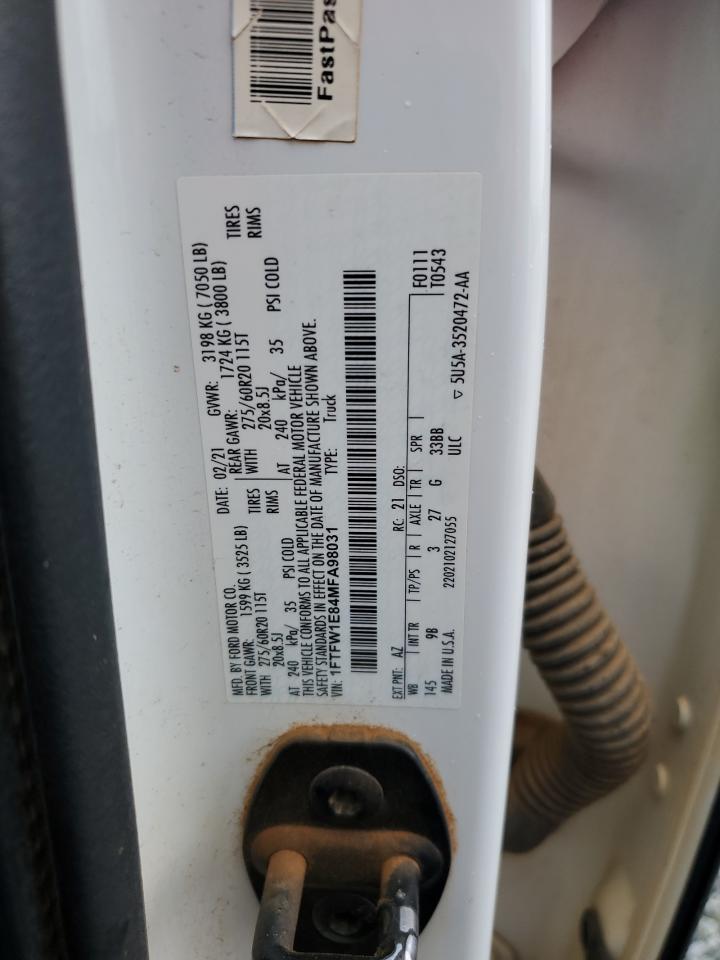 FastPas
MFD. BY FORD MOTOR CO. DATE: 02/21 GVWR: 3198 KG ( 7050 LB)
FRONT GAWR: 1599 KG ( 3525 LB) REAR GAWR: 1724 KG ( 3800 LB)
WITH 275/60R20 115T TIRES WITH 275/60R20 115T TIRES
20x8.5J RIMS 20x8.5J RIMS
AT 240 kPa/ 35 PSI COLD AT 240 kPa/ 35 PSI COLD
THIS VEHICLE CONFORMS TO ALL APPLICABLE FEDERAL MOTOR VEHICLE
SAFETY STANDARDS IN EFFECT ON THE DATE OF MANUFACTURE SHOWN ABOVE.
VIN: 1FTFW1E84MFA98031 TYPE: Truck
EXT PNT: AZ RC: 21 DSO: F0111
WB INT TR TP/PS R AXLE TR SPR T0543
145 9B 3 27 G 33BB
MADE IN U.S.A. 2202102127055 ULC ▽ 5U5A-3520472-AA